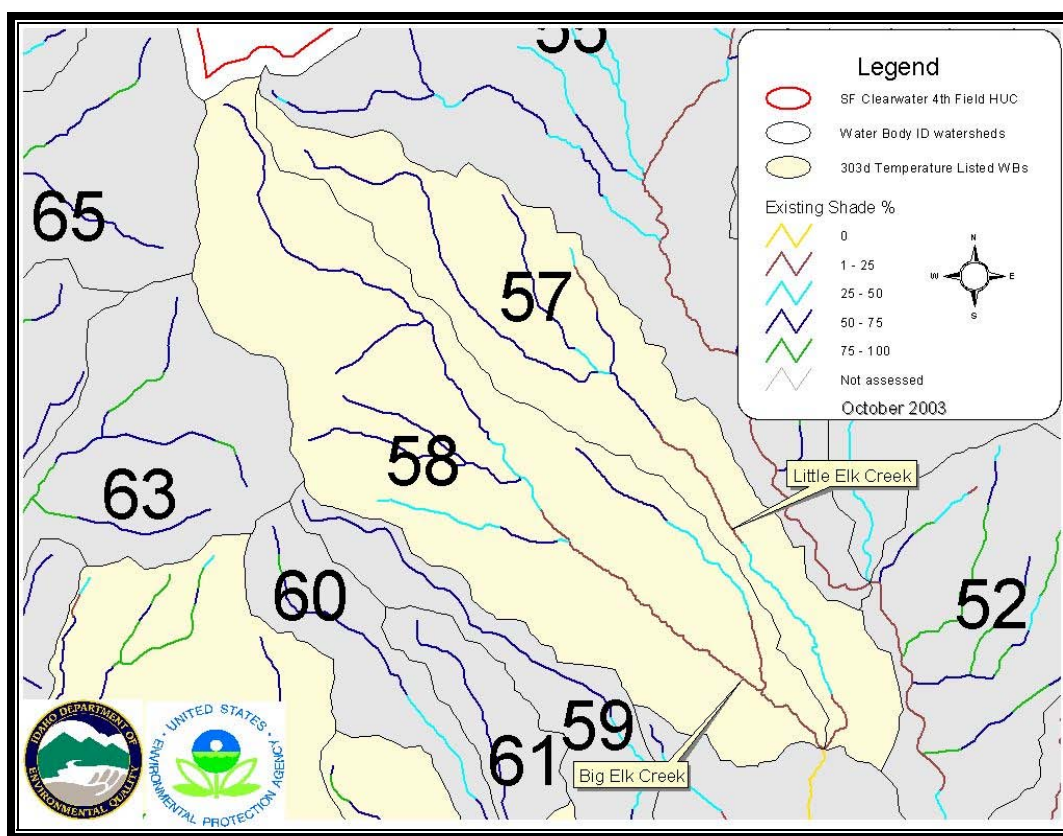 55
Legend
SF Clearwater 4th Field HUC
Water Body ID watersheds
303d Temperature Listed WBs
Existing Shade %
0
1 - 25
25 - 50
50 - 75
75 - 100
Not assessed
October 2003
N
W
E
S
65
57
63
58
Little Elk Creek
60
52
59
61
Big Elk Creek
IDAHO DEPARTMENT OF
ENVIRONMENTAL QUALITY
UNITED STATES
ENVIRONMENTAL PROTECTION AGENCY